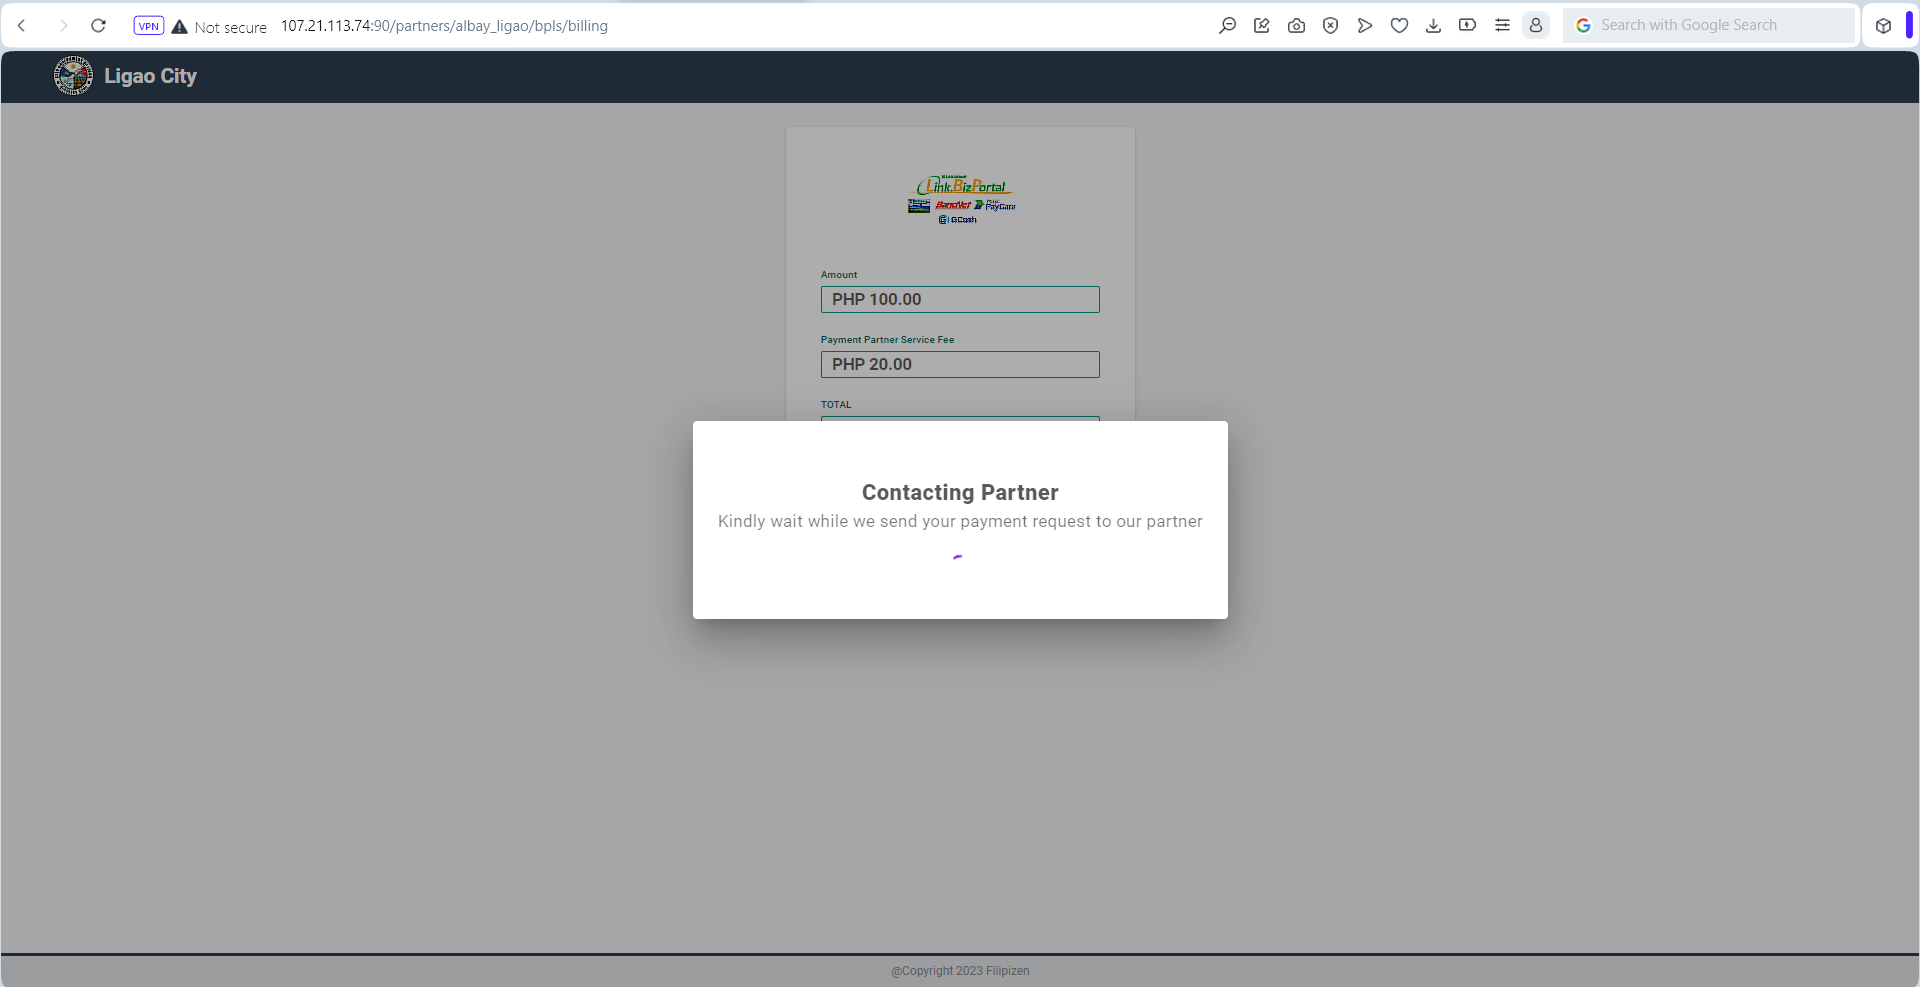 VPN
Not secure
107.21.113.74:90/partners/albay_ligao/bpls/billing
Search with Google Search
Ligao City
Link.BizPortal
BancNet
PayGate
GCash
Amount
PHP 100.00
Payment Partner Service Fee
PHP 20.00
TOTAL
Contacting Partner
Kindly wait while we send your payment request to our partner
@Copyright 2023 Filipizen